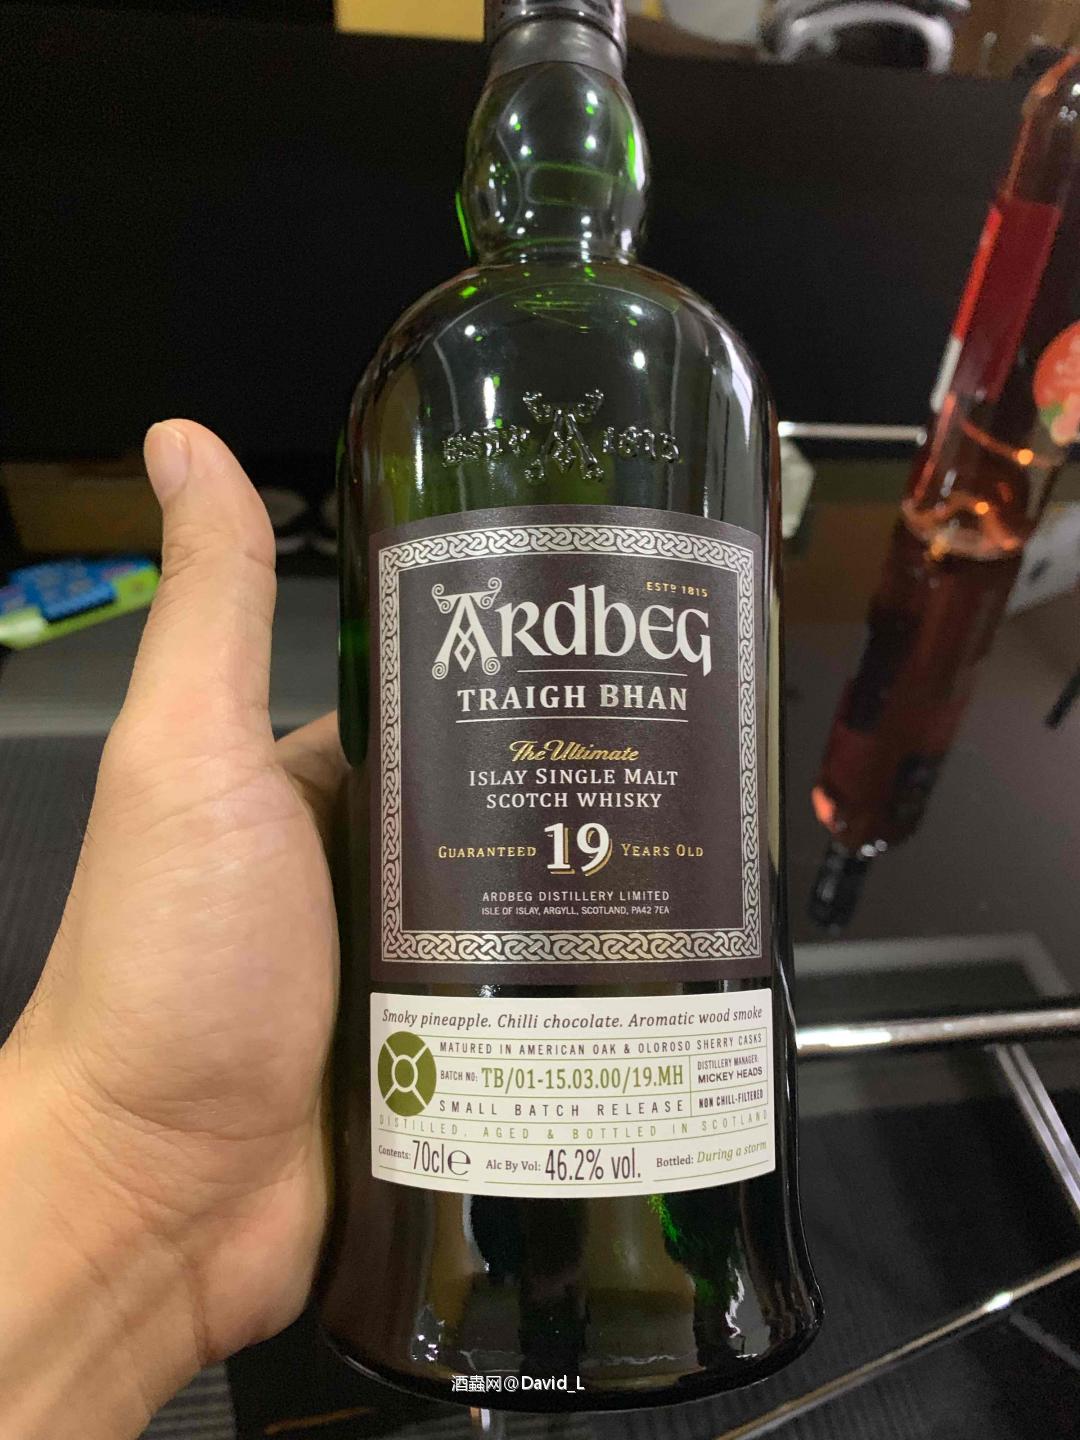 ESTD 1815
ESTD 1815
ARdbEG
TRAIGH BHAN
The Ultimate
ISLAY SINGLE MALT
SCOTCH WHISKY
GUARANTEED 19 YEARS OLD
ARDBEG DISTILLERY LIMITED
ISLE OF ISLAY, ARGYLL, SCOTLAND, PA42 7EA
Smoky pineapple. Chilli chocolate. Aromatic wood smoke
MATURED IN AMERICAN OAK & OLOROSO SHERRY CASKS
BATCH NO: TB/01-15.03.00/19.MH
DISTILLERY MANAGER:
MICKEY HEADS
SMALL BATCH RELEASE
NON CHILL-FILTERED
DISTILLED, AGED & BOTTLED IN SCOTLAND
Contents: 70cl e Alc By Vol: 46.2% vol. Bottled: During a storm
酒蟲网@David_L